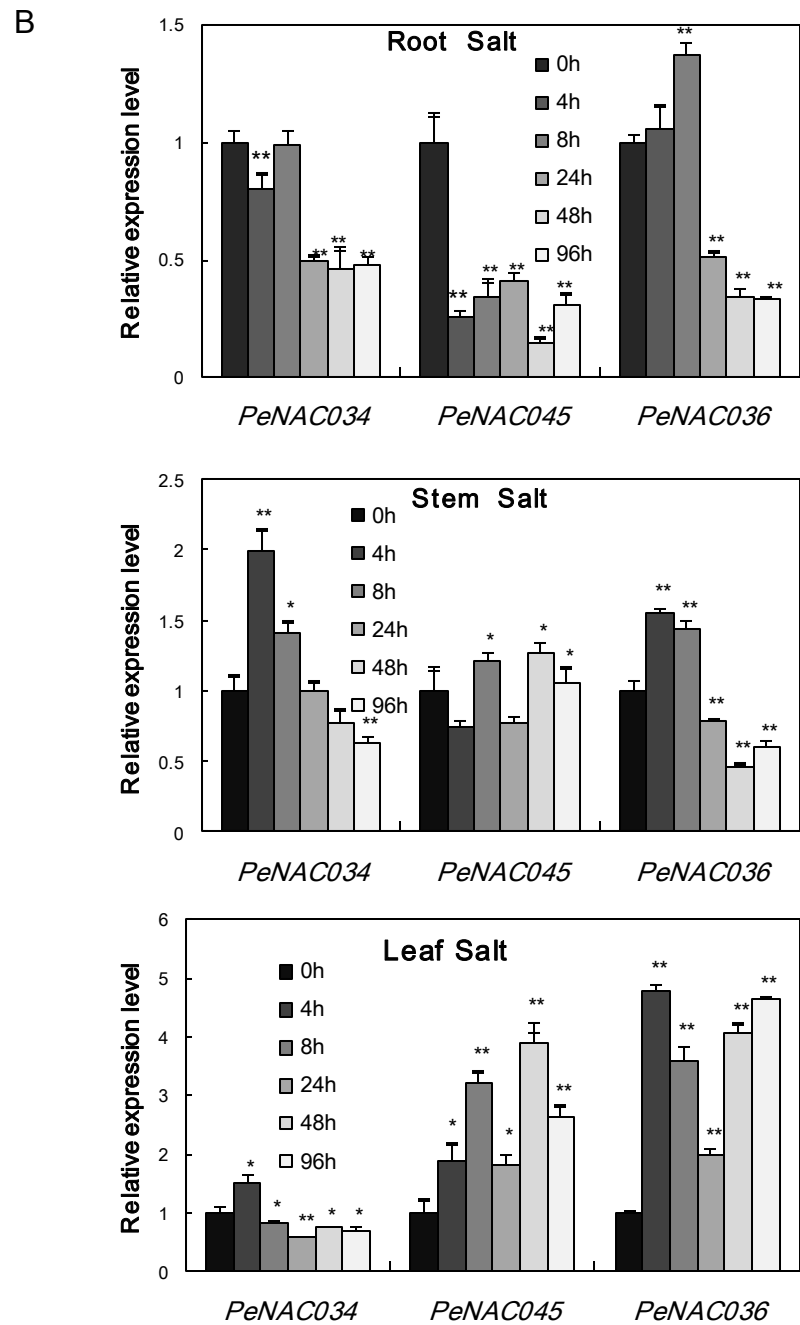 B
Root Salt
Relative expression level
1.5
1
0.5
0
0h
4h
8h
24h
48h
96h
**
**
**
**
**
**
**
**
**
**
**
**
**
**
PeNAC034 PeNAC045 PeNAC036
Stem Salt
Relative expression level
2.5
2
1.5
1
0.5
0
0h
4h
8h
24h
48h
96h
**
*
**
*
*
*
**
**
**
**
**
PeNAC034 PeNAC045 PeNAC036
Leaf Salt
Relative expression level
6
5
4
3
2
1
0
0h
4h
8h
24h
48h
96h
*
*
**
*
*
*
**
*
**
**
**
**
**
**
**
PeNAC034 PeNAC045 PeNAC036